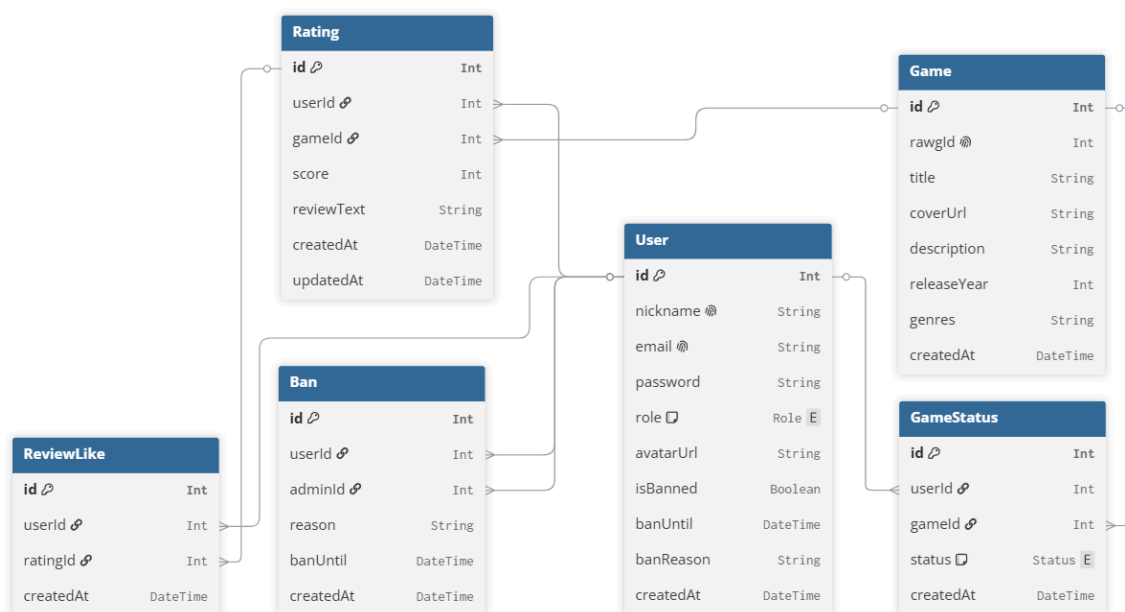 Rating
id Int
userId Int
gameId Int
score Int
reviewText String
createdAt DateTime
updatedAt DateTime
Game
id Int
rawgId Int
title String
coverUrl String
description String
releaseYear Int
genres String
createdAt DateTime
User
id Int
nickname String
email String
password String
role Role E
avatarUrl String
isBanned Boolean
banUntil DateTime
banReason String
createdAt DateTime
Ban
id Int
userId Int
adminId Int
reason String
banUntil DateTime
createdAt DateTime
GameStatus
id Int
userId Int
gameId Int
status Status E
createdAt DateTime
ReviewLike
id Int
userId Int
ratingId Int
createdAt DateTime